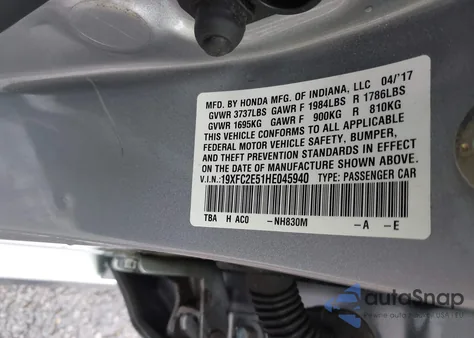 MFD. BY HONDA MFG. OF INDIANA, LLC 04/17
GVWR 3737LBS GAWR F 1984LBS R 1786LBS
GVWR 1695KG GAWR F 900KG R 810KG
THIS VEHICLE CONFORMS TO ALL APPLICABLE
FEDERAL MOTOR VEHICLE SAFETY, BUMPER,
AND THEFT PREVENTION STANDARDS IN EFFECT
ON THE DATE OF MANUFACTURE SHOWN ABOVE.
V.I.N: 19XFC2E51HE045940 TYPE: PASSENGER CAR
TBA H AC0 -NH830M -A -E
autoSnap